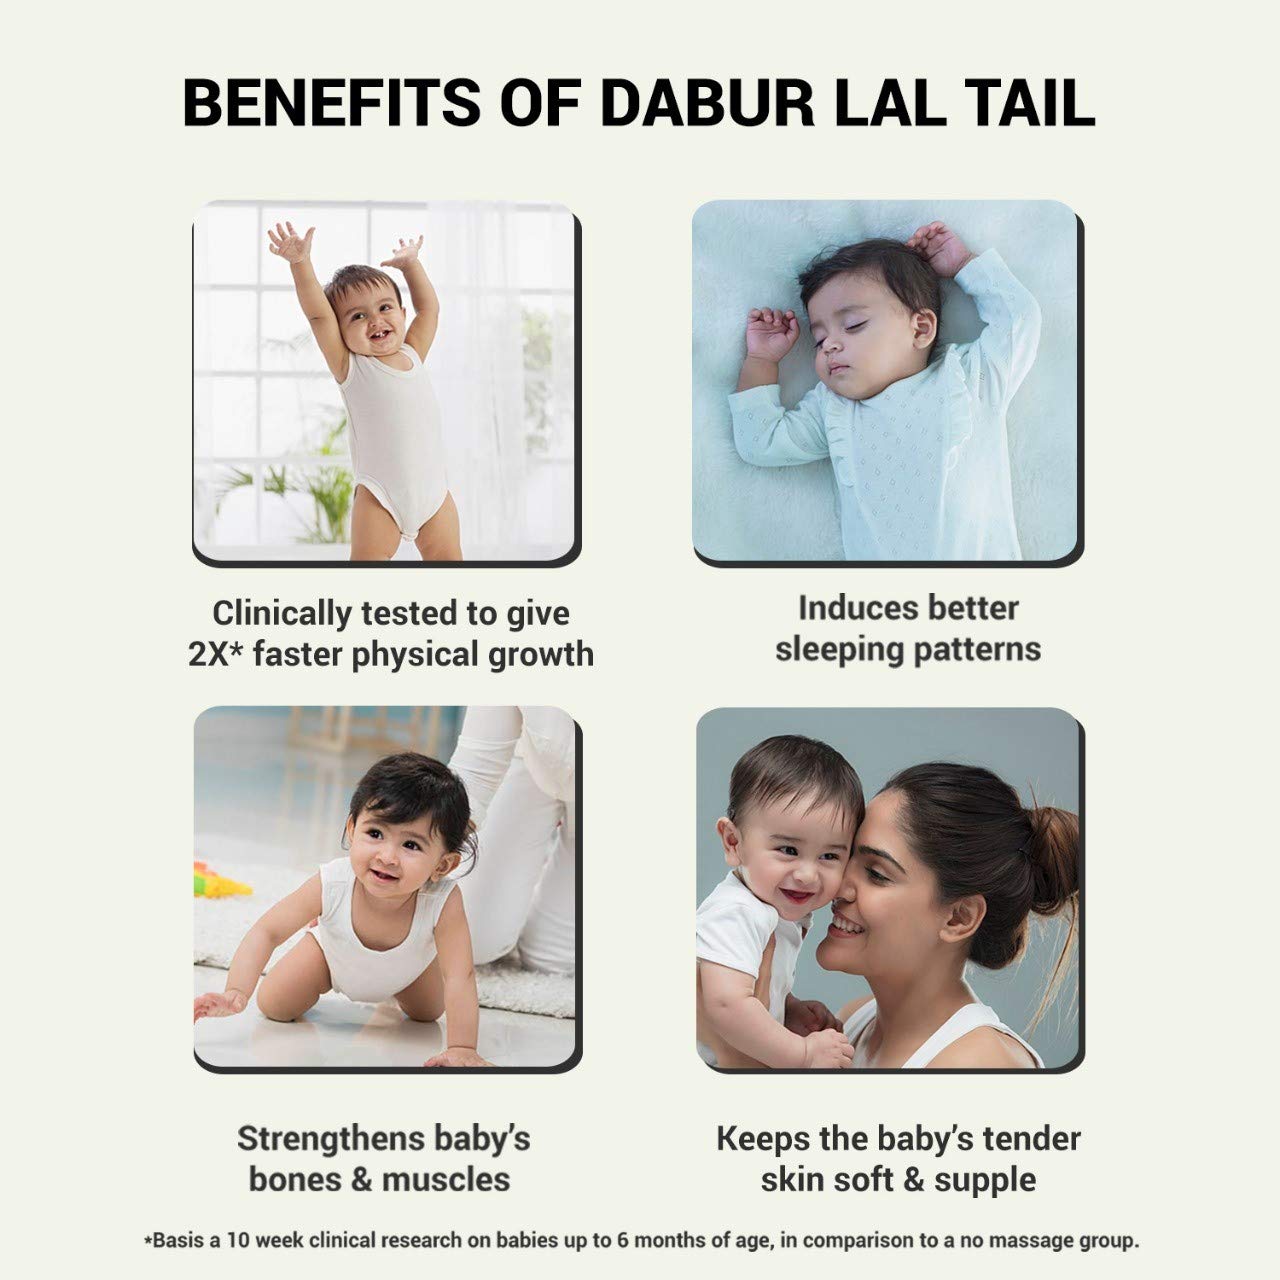 BENEFITS OF DABUR LAL TAIL
Clinically tested to give
2X* faster physical growth
Induces better
sleeping patterns
Strengthens baby’s
bones & muscles
Keeps the baby’s tender
skin soft & supple
*Basis a 10 week clinical research on babies up to 6 months of age, in comparison to a no massage group.